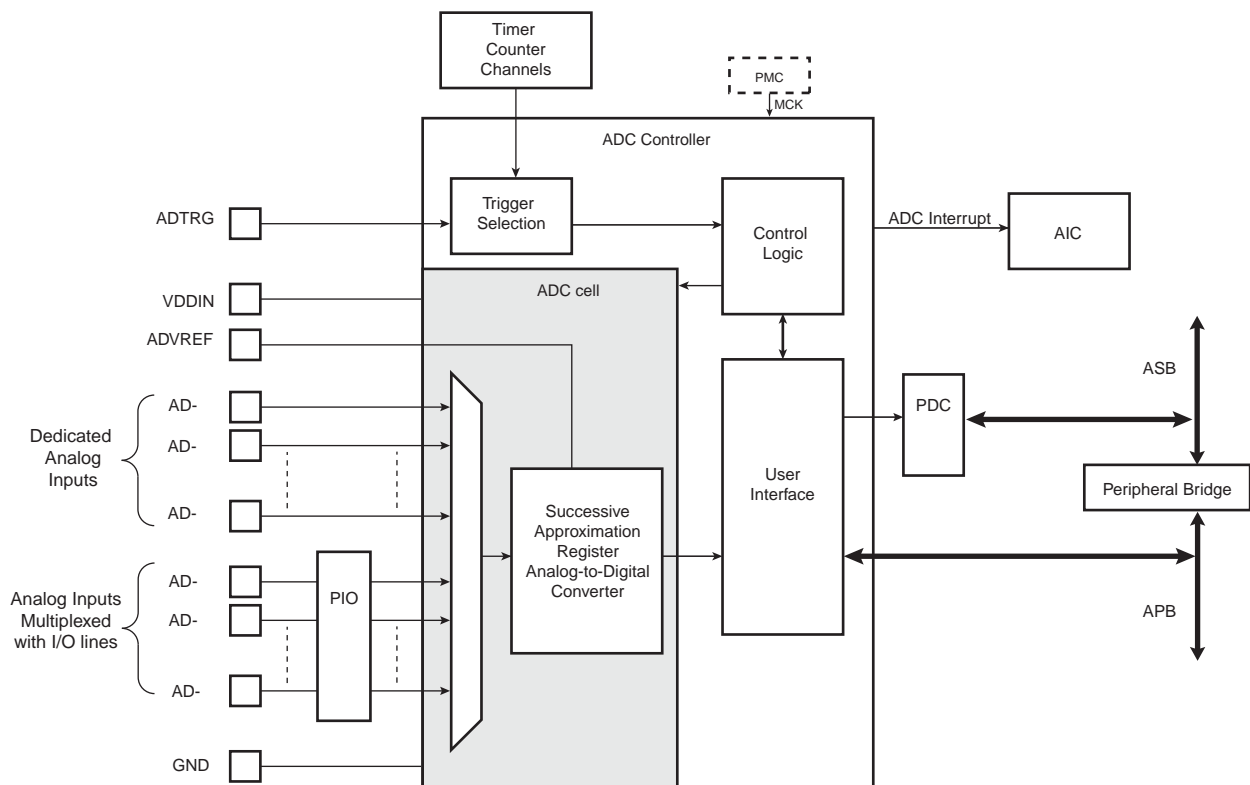 Timer
Counter
Channels
PMC
MCK
ADC Controller
ADTRG
Trigger
Selection
Control
Logic
ADC Interrupt
AIC
VDDIN
ADC cell
ADVREF
ASB
Dedicated
Analog
Inputs
AD-
AD-
AD-
PDC
User
Interface
Peripheral Bridge
Successive
Approximation
Register
Analog-to-Digital
Converter
Analog Inputs
Multiplexed
with I/O lines
AD-
AD-
AD-
PIO
APB
GND